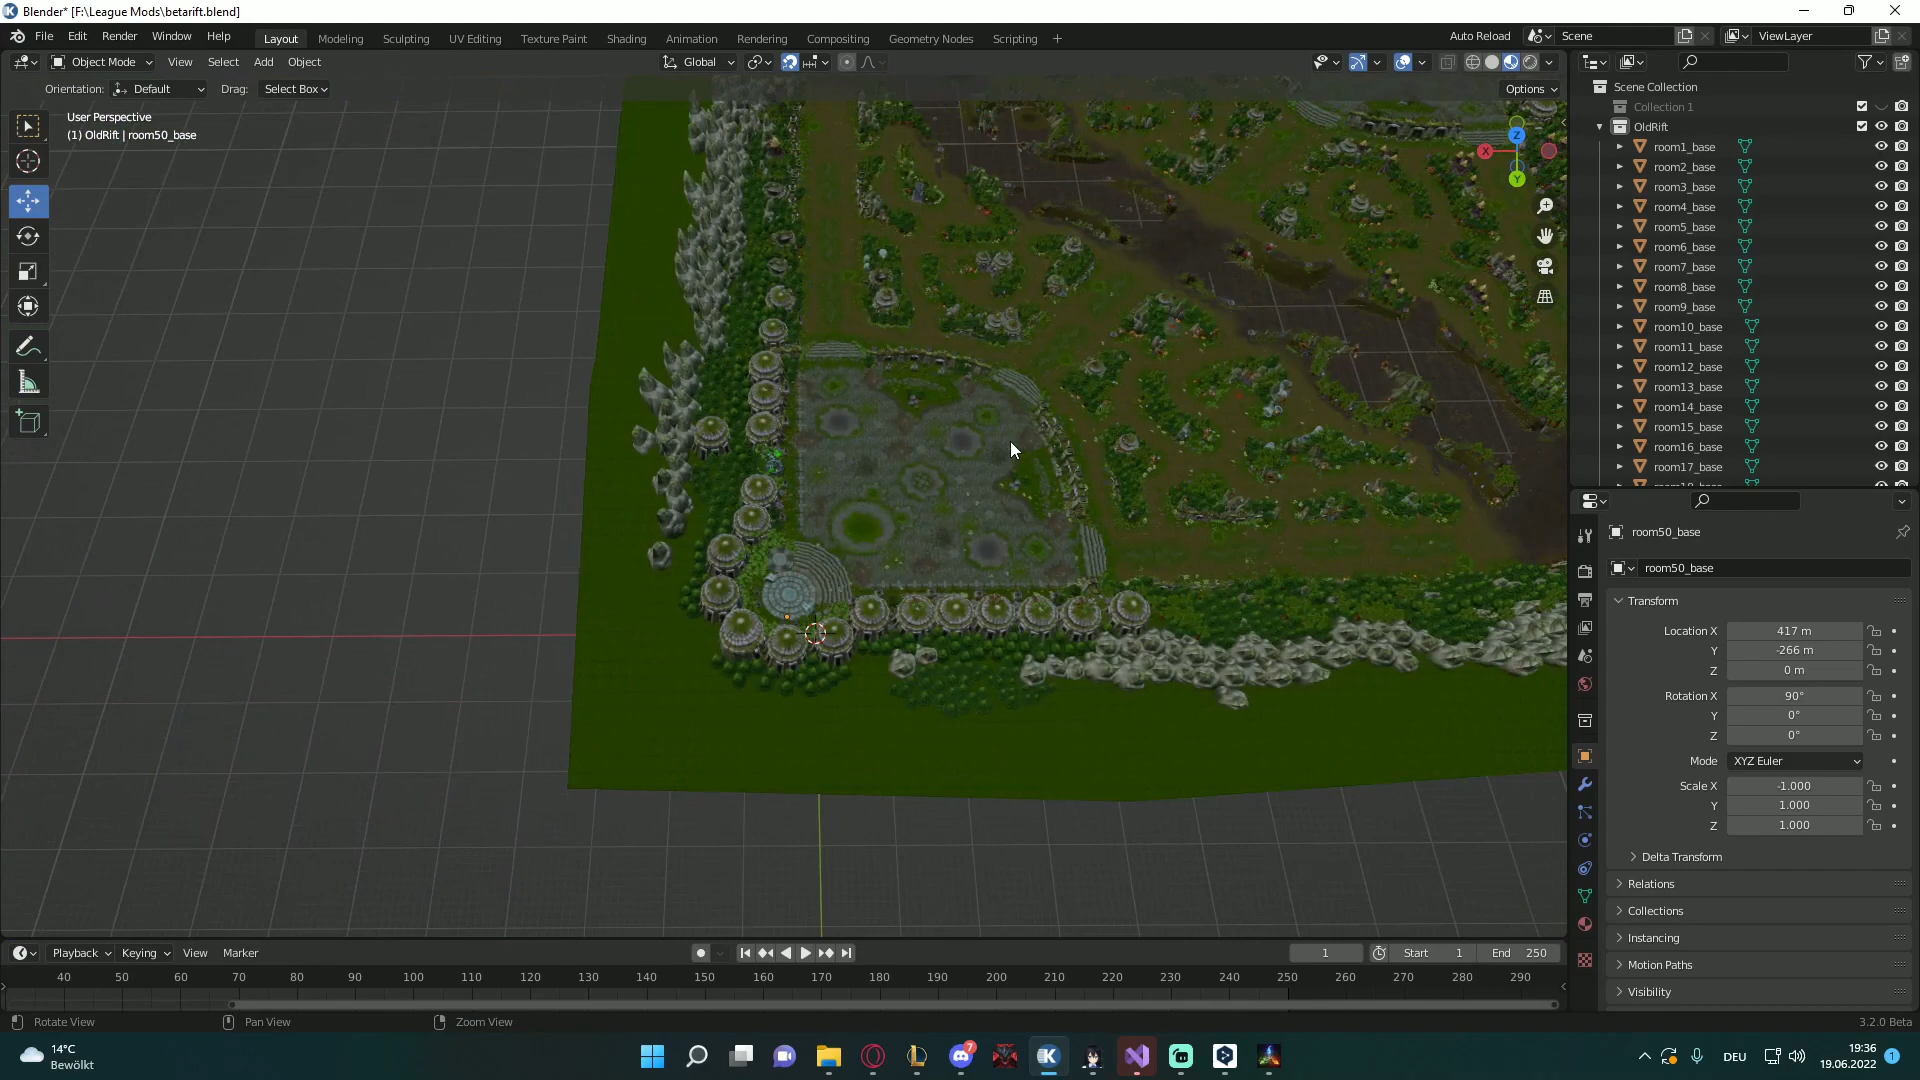 Blender* [F:\League Mods\betarift.blend]
File Edit Render Window Help Layout Modeling Sculpting UV Editing Texture Paint Shading Animation Rendering Compositing Geometry Nodes Scripting + Auto Reload Scene ViewLayer
Object Mode View Select Add Object Global
Orientation: Default Drag: Select Box Options
User Perspective
(1) OldRift | room50_base
Z
X
Y
Scene Collection
Collection 1
OldRift
room1_base
room2_base
room3_base
room4_base
room5_base
room6_base
room7_base
room8_base
room9_base
room10_base
room11_base
room12_base
room13_base
room14_base
room15_base
room16_base
room17_base
room50_base
room50_base
Transform
Location X 417 m
Y -266 m
Z 0 m
Rotation X 90°
Y 0°
Z 0°
Mode XYZ Euler
Scale X -1.000
Y 1.000
Z 1.000
Delta Transform
Relations
Collections
Instancing
Motion Paths
Visibility
Playback Keying View Marker 1 Start 1 End 250
40 50 60 70 80 90 100 110 120 130 140 150 160 170 180 190 200 210 220 230 240 250 260 270 280 290
Rotate View Pan View Zoom View 3.2.0 Beta
14°C
Bewölkt
7
DEU
19:36
19.06.2022
1